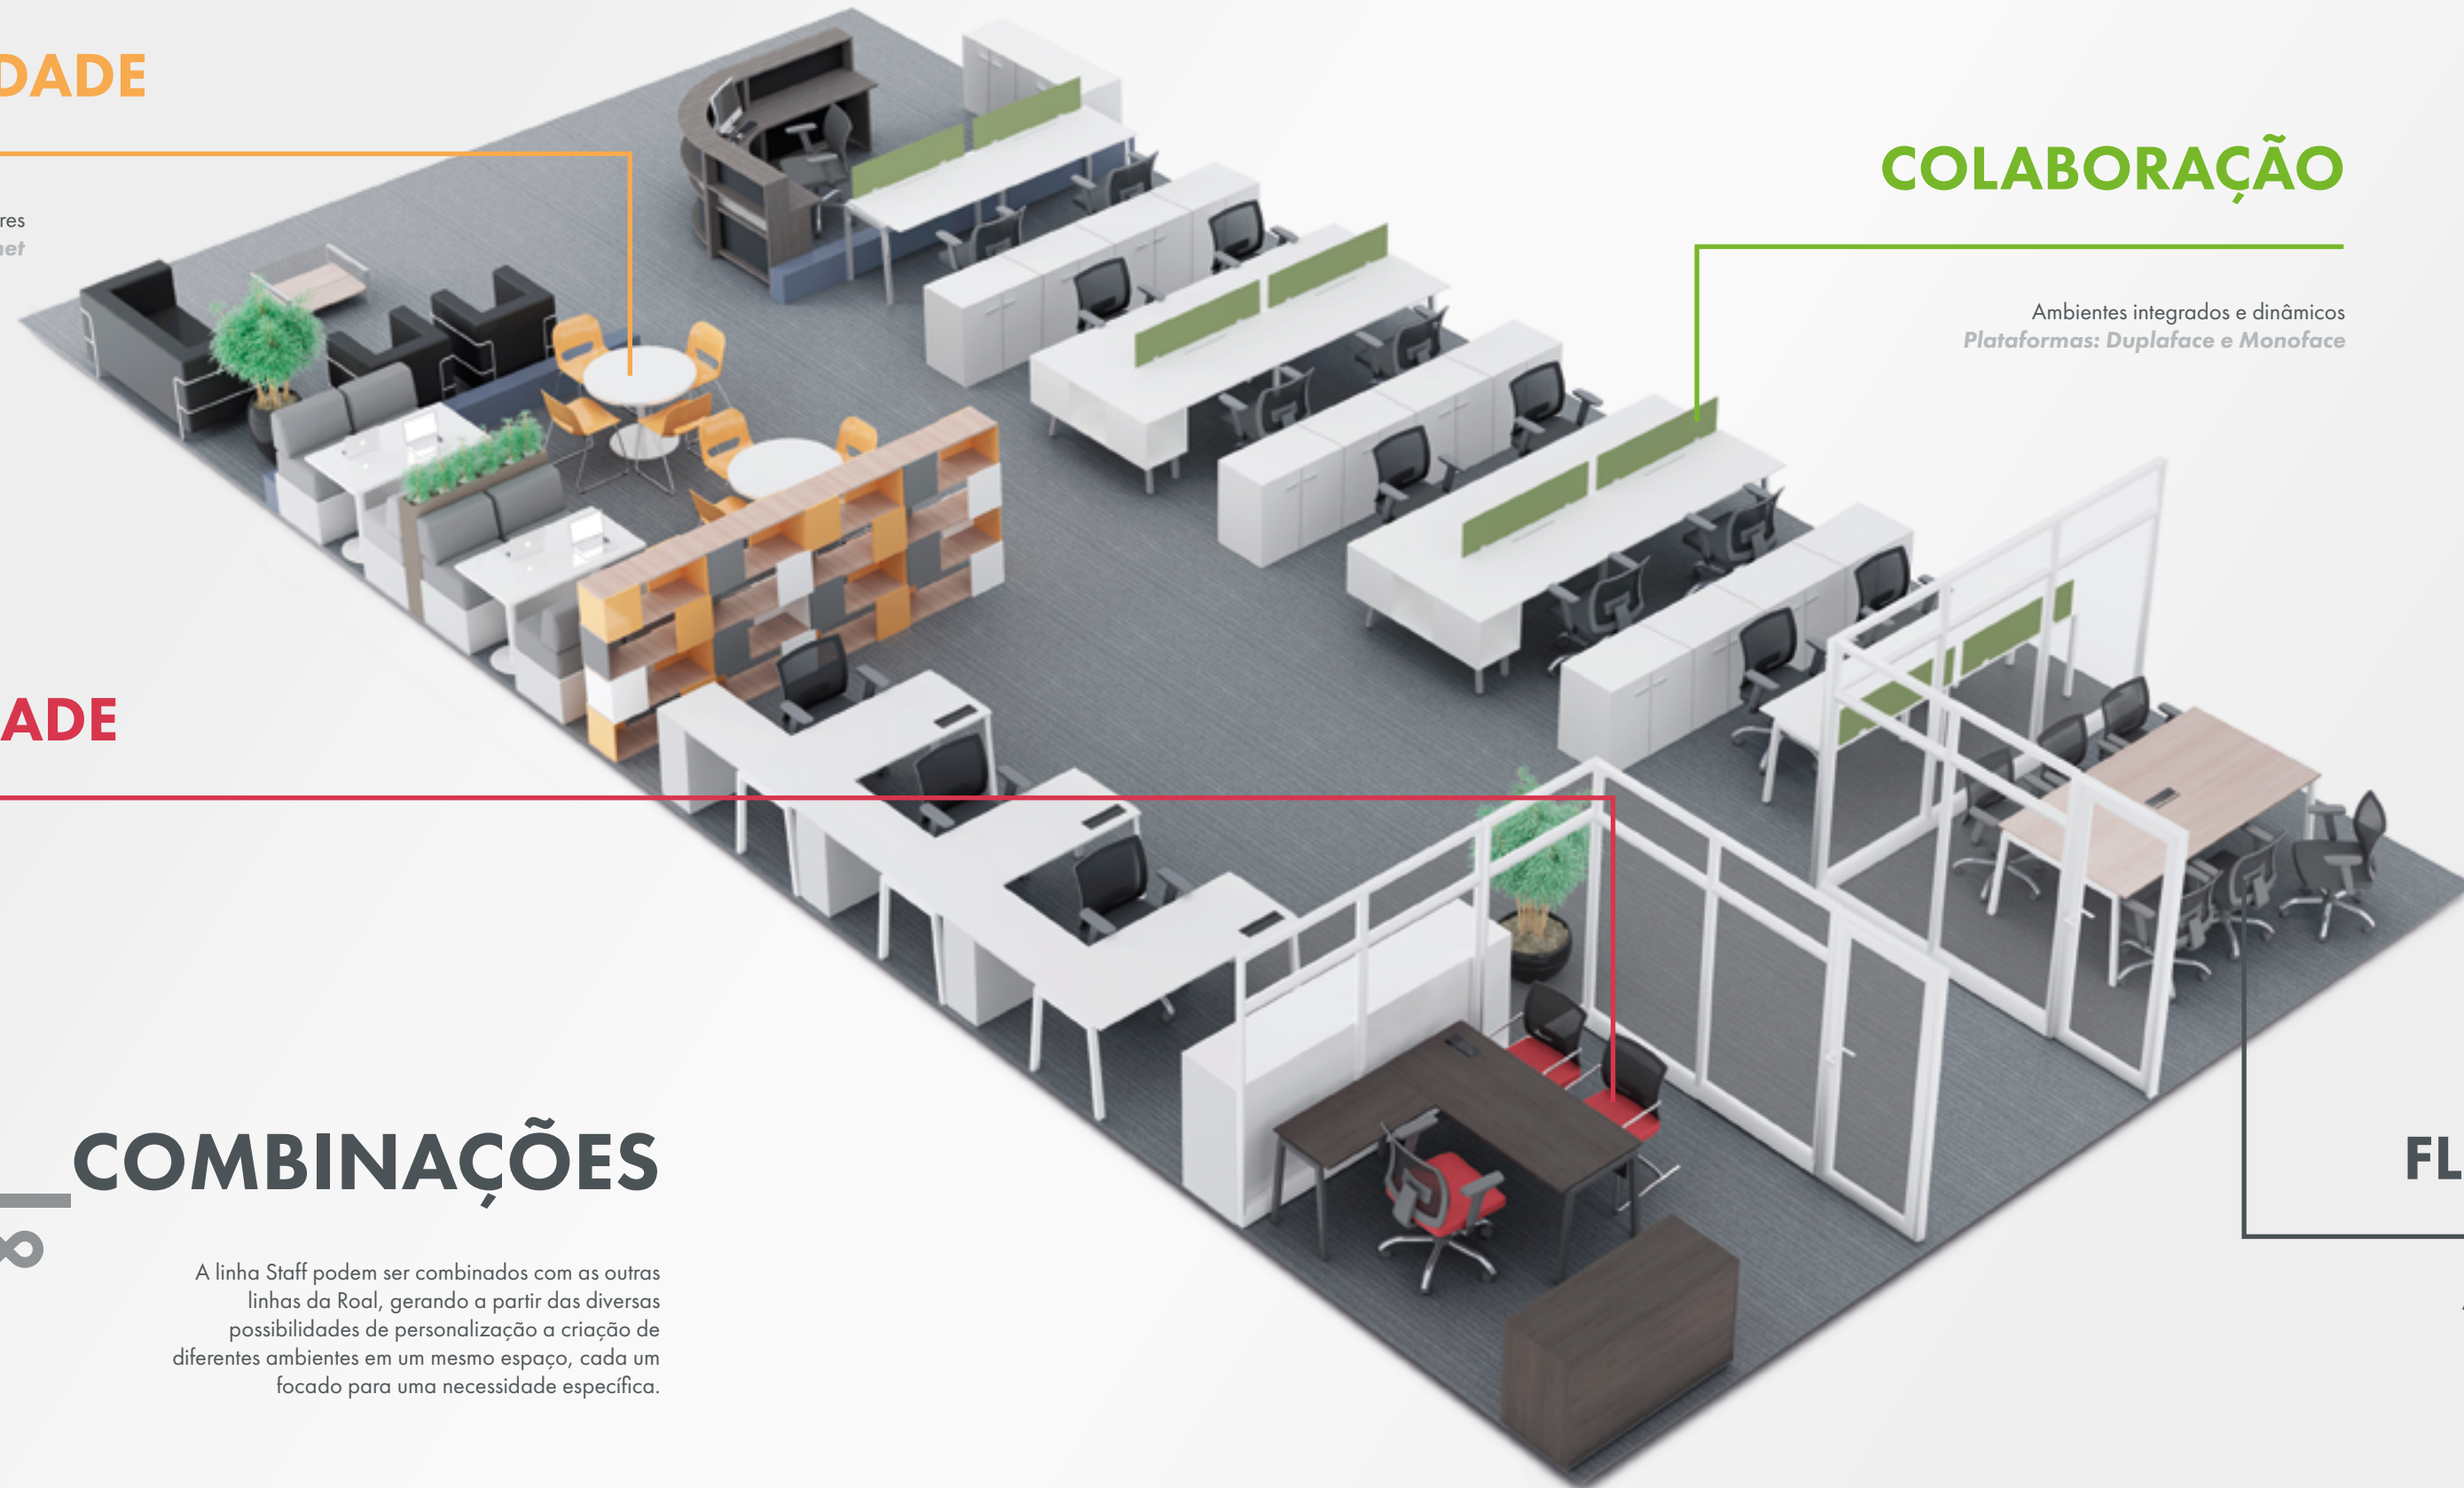 DADE
res
net
COLABORAÇÃO
Ambientes integrados e dinâmicos
Plataformas: Duplaface e Monoface
ADE
COMBINAÇÕES
A linha Staff podem ser combinados com as outras
linhas da Roal, gerando a partir das diversas
possibilidades de personalização a criação de
diferentes ambientes em um mesmo espaço, cada um
focado para uma necessidade específica.
FL